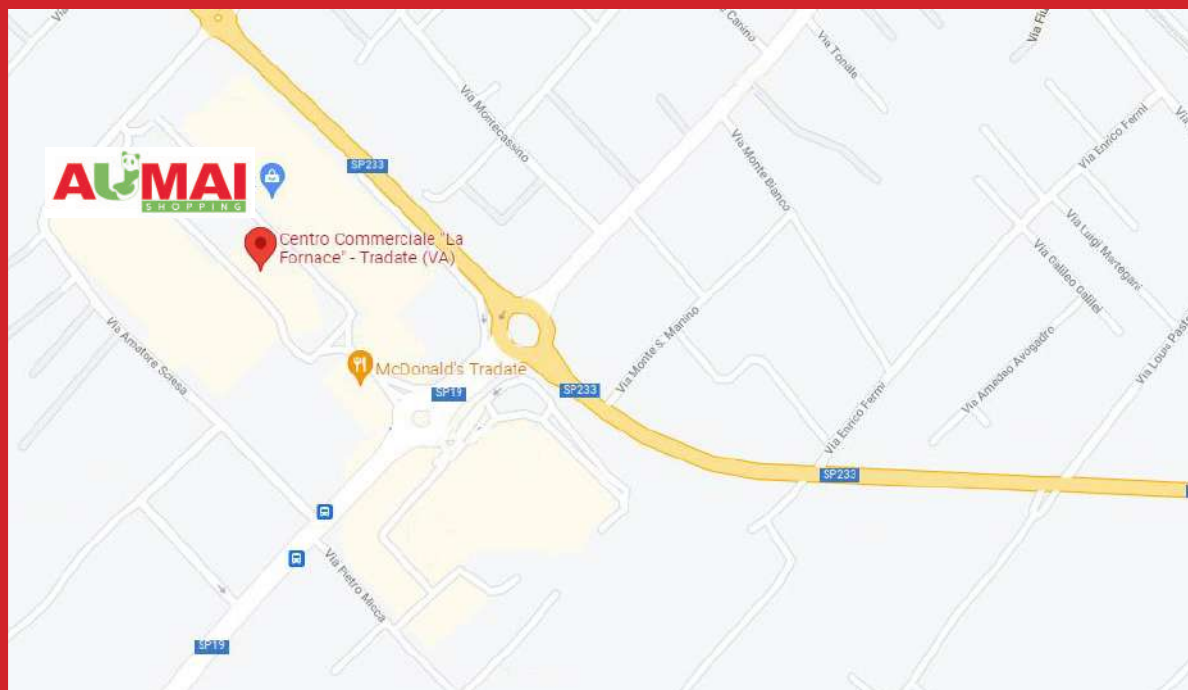 Via Tonale
Via Montecassino
SP233
Via Enrico Fermi
Via Monte Bianco
AUMAI
SHOPPING
Centro Commerciale "La
Fornace" - Tradate (VA)
Via Luigi Martegani
Via Galileo Galilei
Via Amatore Sciesa
Via Monte S. Martino
Via Amedeo Avogadro
McDonald's Tradate
SP19
SP233
Via Enrico Fermi
SP233
Via Pietro Micca
SP19